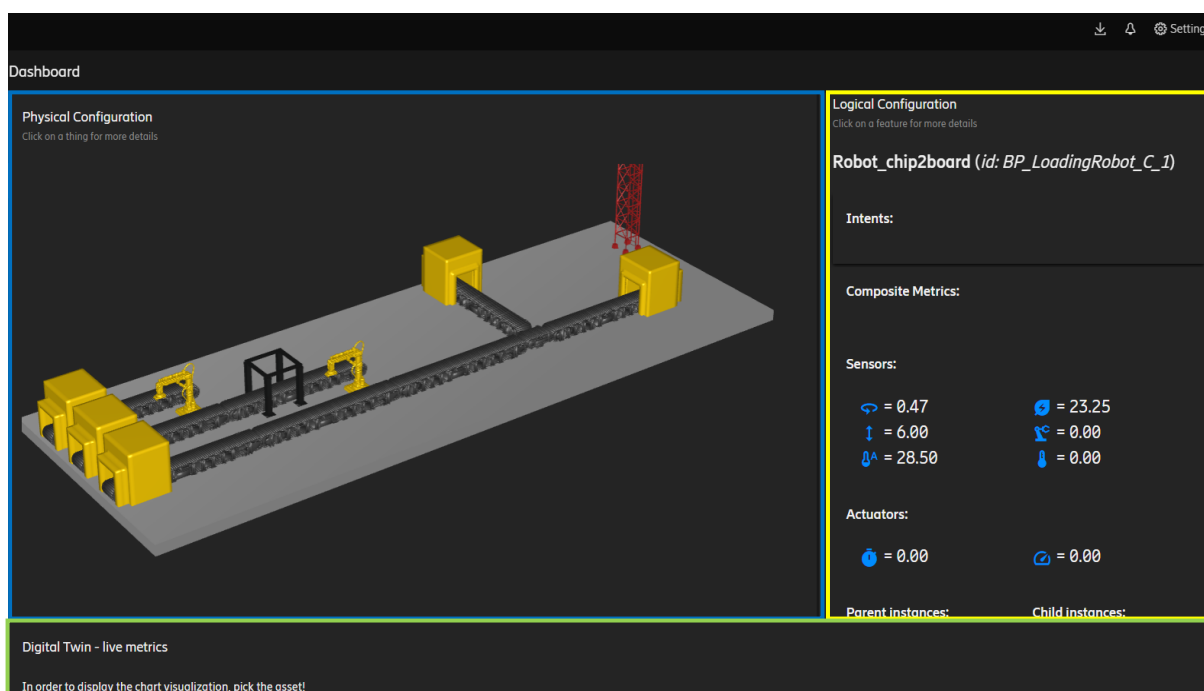 Setting
Dashboard
Physical Configuration
Click on a thing for more details
Logical Configuration
Click on a feature for more details
Robot_chip2board (id: BP_LoadingRobot_C_1)
Intents:
Composite Metrics:
Sensors:
= 0.47
= 23.25
= 6.00
C = 0.00
A = 28.50
= 0.00
Actuators:
= 0.00
= 0.00
Parent instances:
Child instances:
Digital Twin - live metrics
In order to display the chart visualization, pick the asset!